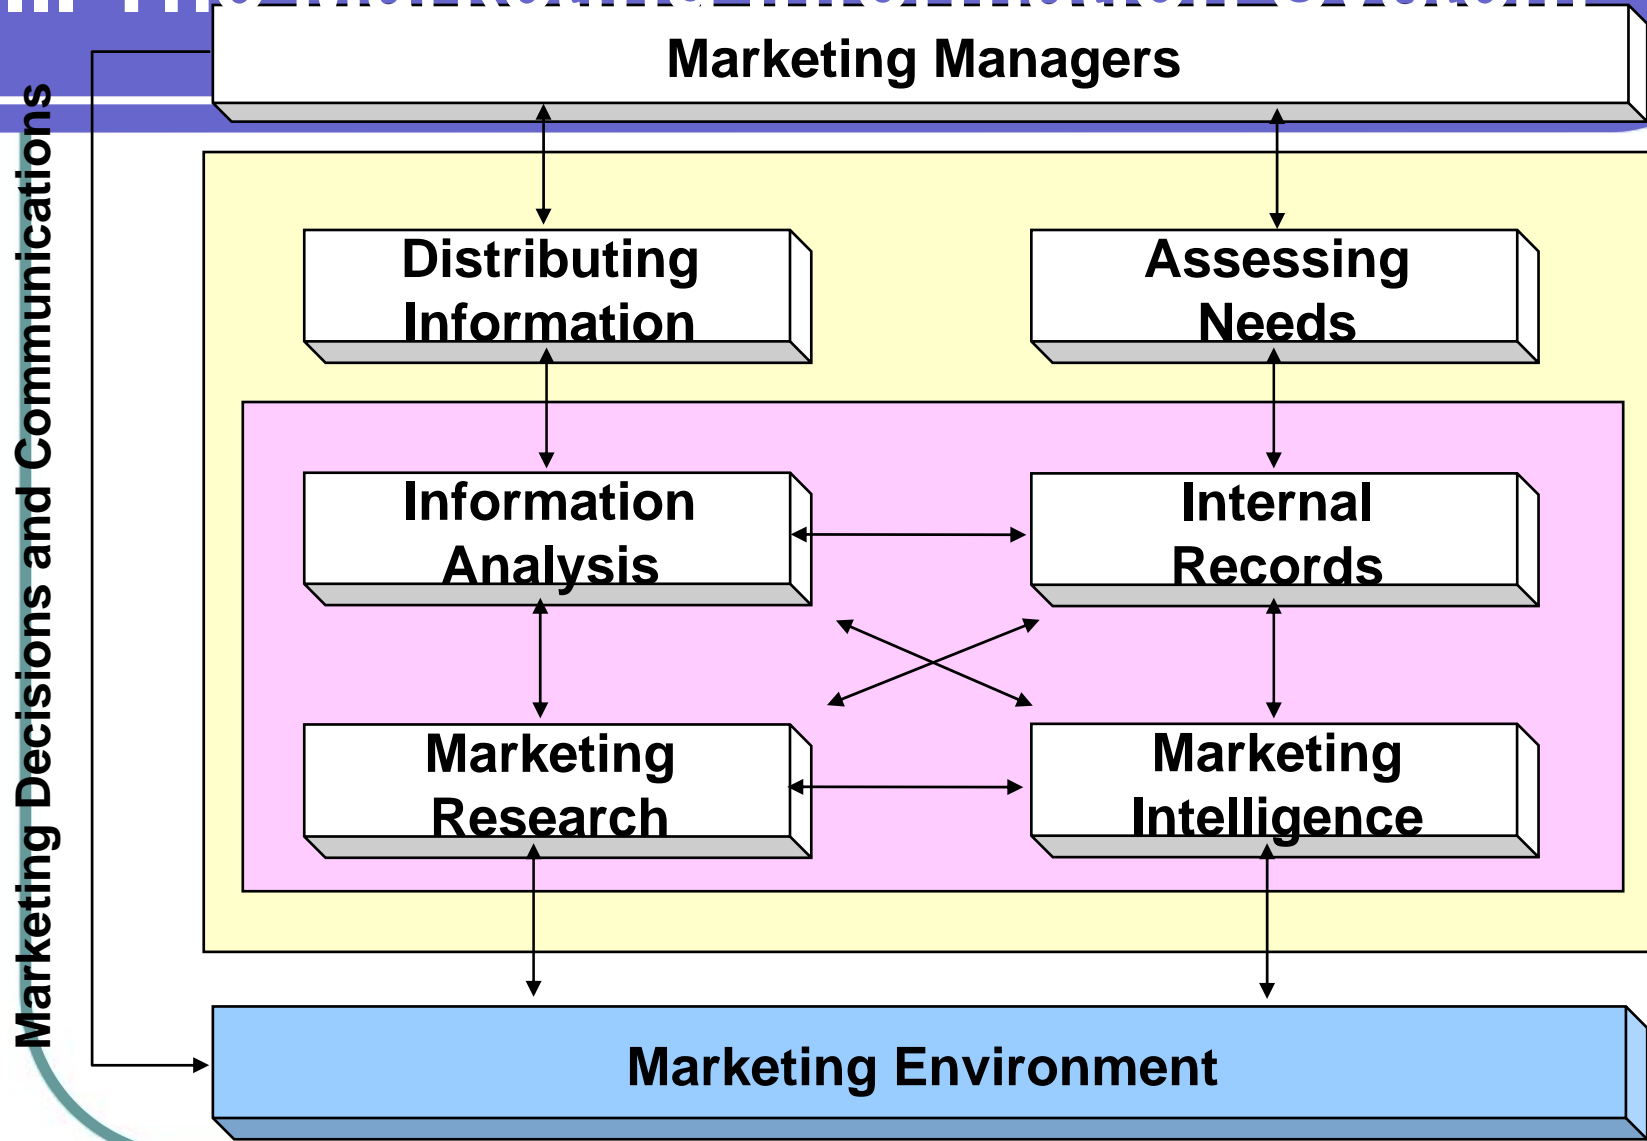 Marketing Managers
Marketing Decisions and Communications
Distributing
Information
Assessing
Needs
Information
Analysis
Internal
Records
Marketing
Research
Marketing
Intelligence
Marketing Environment